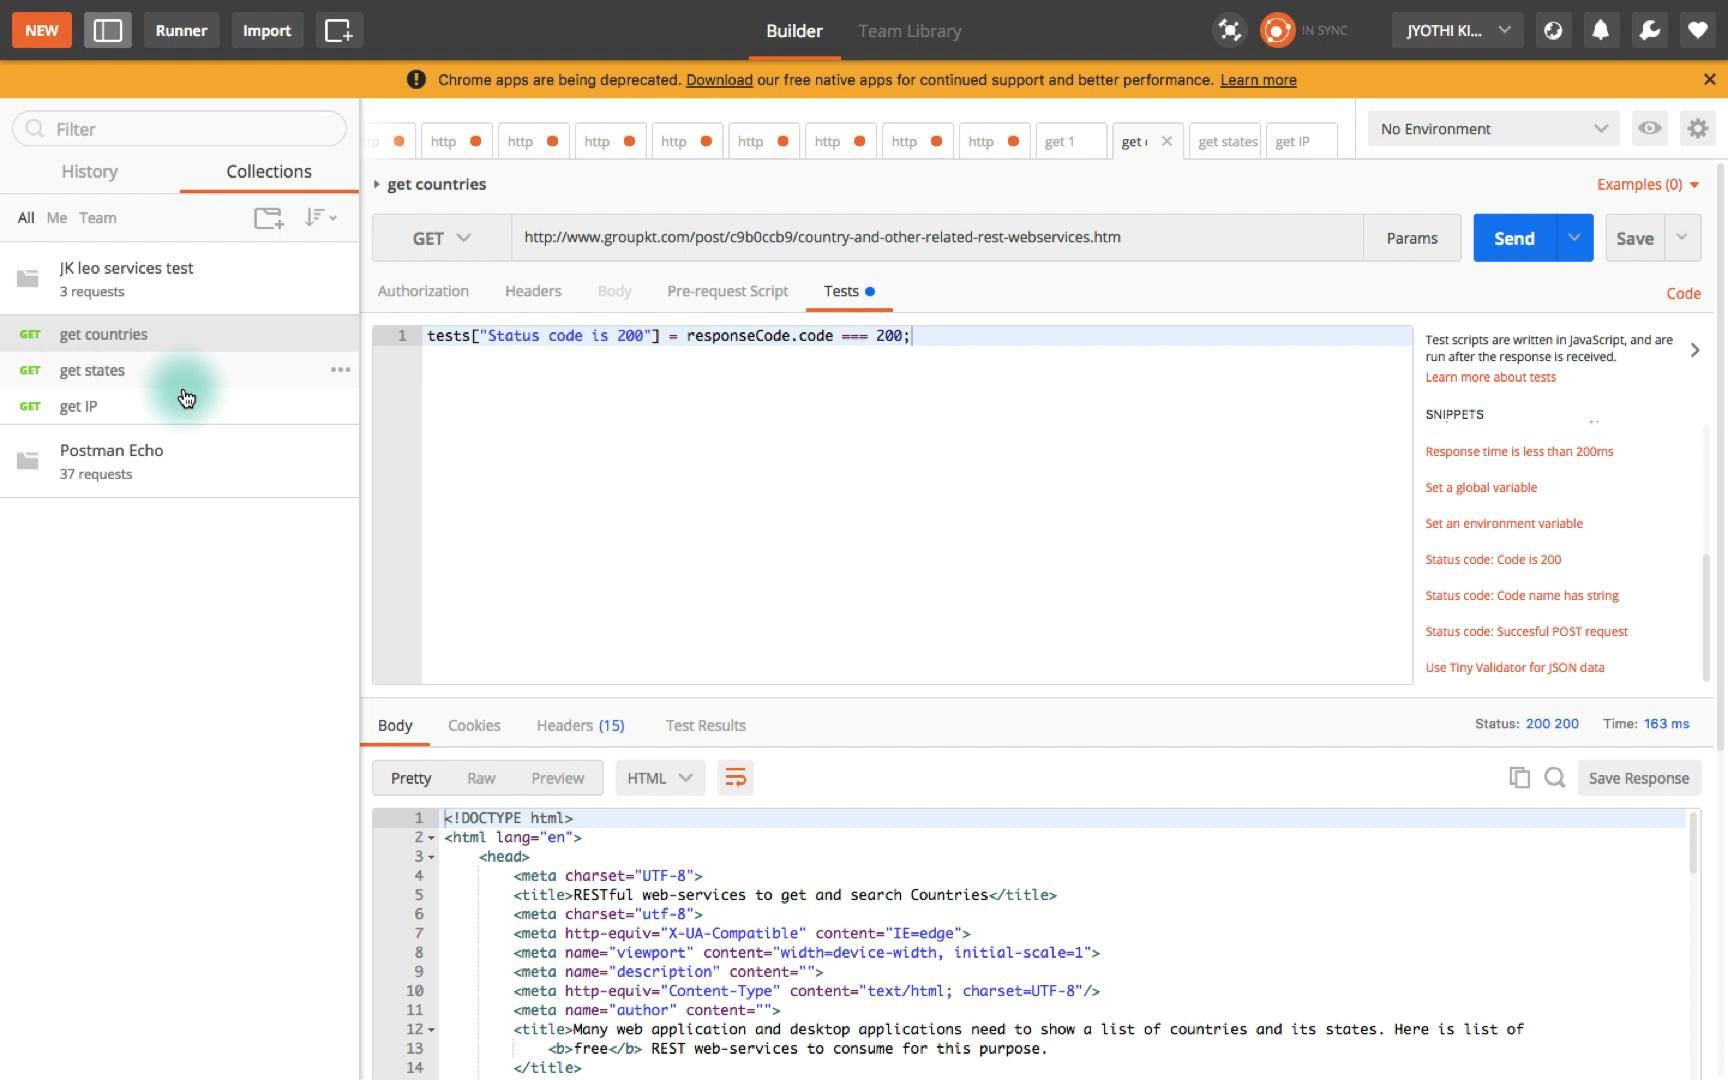 NEW Runner Import Builder Team Library IN SYNC JYOTHI KI...
Chrome apps are being deprecated. Download our free native apps for continued support and better performance. Learn more
Filter
http http http http http http http http get 1 get get states get IP
No Environment
History Collections
get countries
Examples (0)
All Me Team
GET http://www.groupkt.com/post/c9b0ccb9/country-and-other-related-rest-webservices.htm Params Send Save
JK leo services test
3 requests
Authorization Headers Body Pre-request Script Tests Code
GET get countries
GET get states
GET get IP
Postman Echo
37 requests
1 tests["Status code is 200"] = responseCode.code === 200;
Test scripts are written in JavaScript, and are
run after the response is received.
Learn more about tests
SNIPPETS
Response time is less than 200ms
Set a global variable
Set an environment variable
Status code: Code is 200
Status code: Code name has string
Status code: Succesful POST request
Use Tiny Validator for JSON data
Body Cookies Headers (15) Test Results Status: 200 200 Time: 163 ms
Pretty Raw Preview HTML Save Response
1 <!DOCTYPE html>
2 <html lang="en">
3 <head>
4 <meta charset="UTF-8">
5 <title>RESTful web-services to get and search Countries</title>
6 <meta charset="utf-8">
7 <meta http-equiv="X-UA-Compatible" content="IE=edge">
8 <meta name="viewport" content="width=device-width, initial-scale=1">
9 <meta name="description" content="">
10 <meta http-equiv="Content-Type" content="text/html; charset=UTF-8"/>
11 <meta name="author" content="">
12 <title>Many web application and desktop applications need to show a list of countries and its states. Here is list of
13 <b>free</b> REST web-services to consume for this purpose.
14 </title>